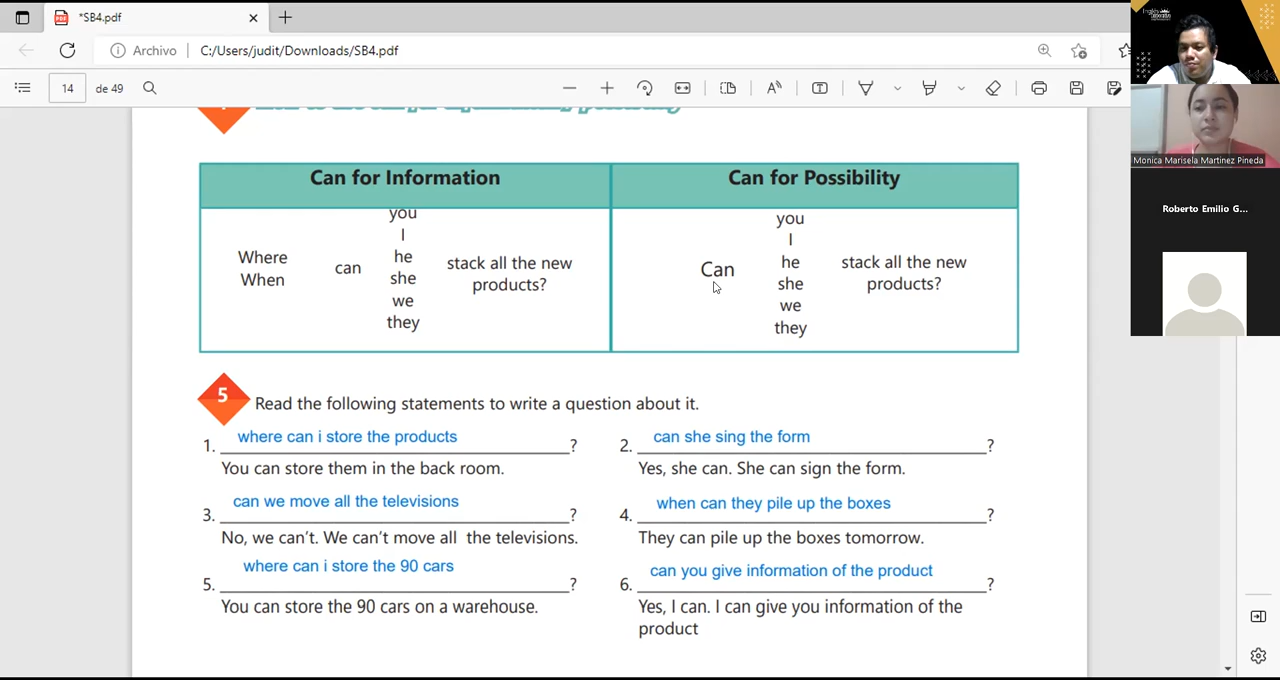 *SB4.pdf
Archivo
C:/Users/judit/Downloads/SB4.pdf
14
de 49
Can for Information
Can for Possibility
Where
When
can
you
I
he
she
we
they
stack all the new
products?
Can
you
I
he
she
we
they
stack all the new
products?
5
Read the following statements to write a question about it.
1. where can i store the products ?
You can store them in the back room.
2. can she sing the form ?
Yes, she can. She can sign the form.
3. can we move all the televisions ?
No, we can't. We can't move all the televisions.
4. when can they pile up the boxes ?
They can pile up the boxes tomorrow.
5. where can i store the 90 cars ?
You can store the 90 cars on a warehouse.
6. can you give information of the product ?
Yes, I can. I can give you information of the
product
Monica Marisela Martinez Pineda
Roberto Emilio G...